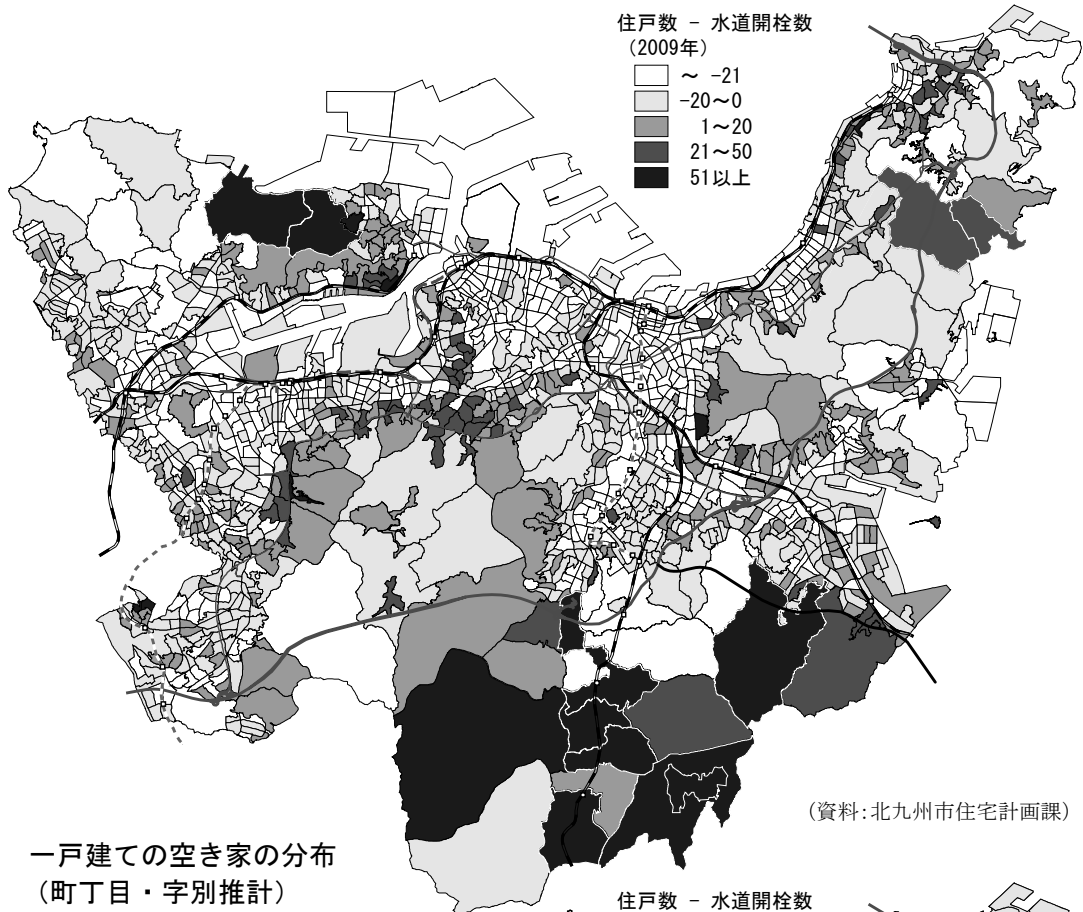 住戸数 − 水道開栓数
（2009年）
～ -21
-20～0
1～20
21～50
51以上
（資料：北九州市住宅計画課）
一戸建ての空き家の分布
（町丁目・字別推計）
住戸数 − 水道開栓数